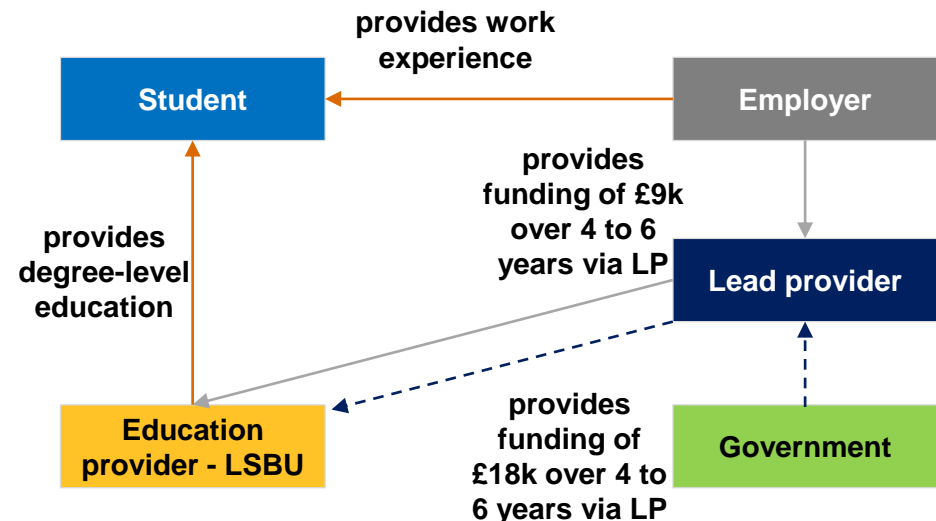 provides work
experience
Student
Employer
provides
funding of £9k
over 4 to 6
years via LP
provides
degree-level
education
Lead provider
Education
provider - LSBU
provides
funding of
£18k over 4 to
6 years via LP
Government